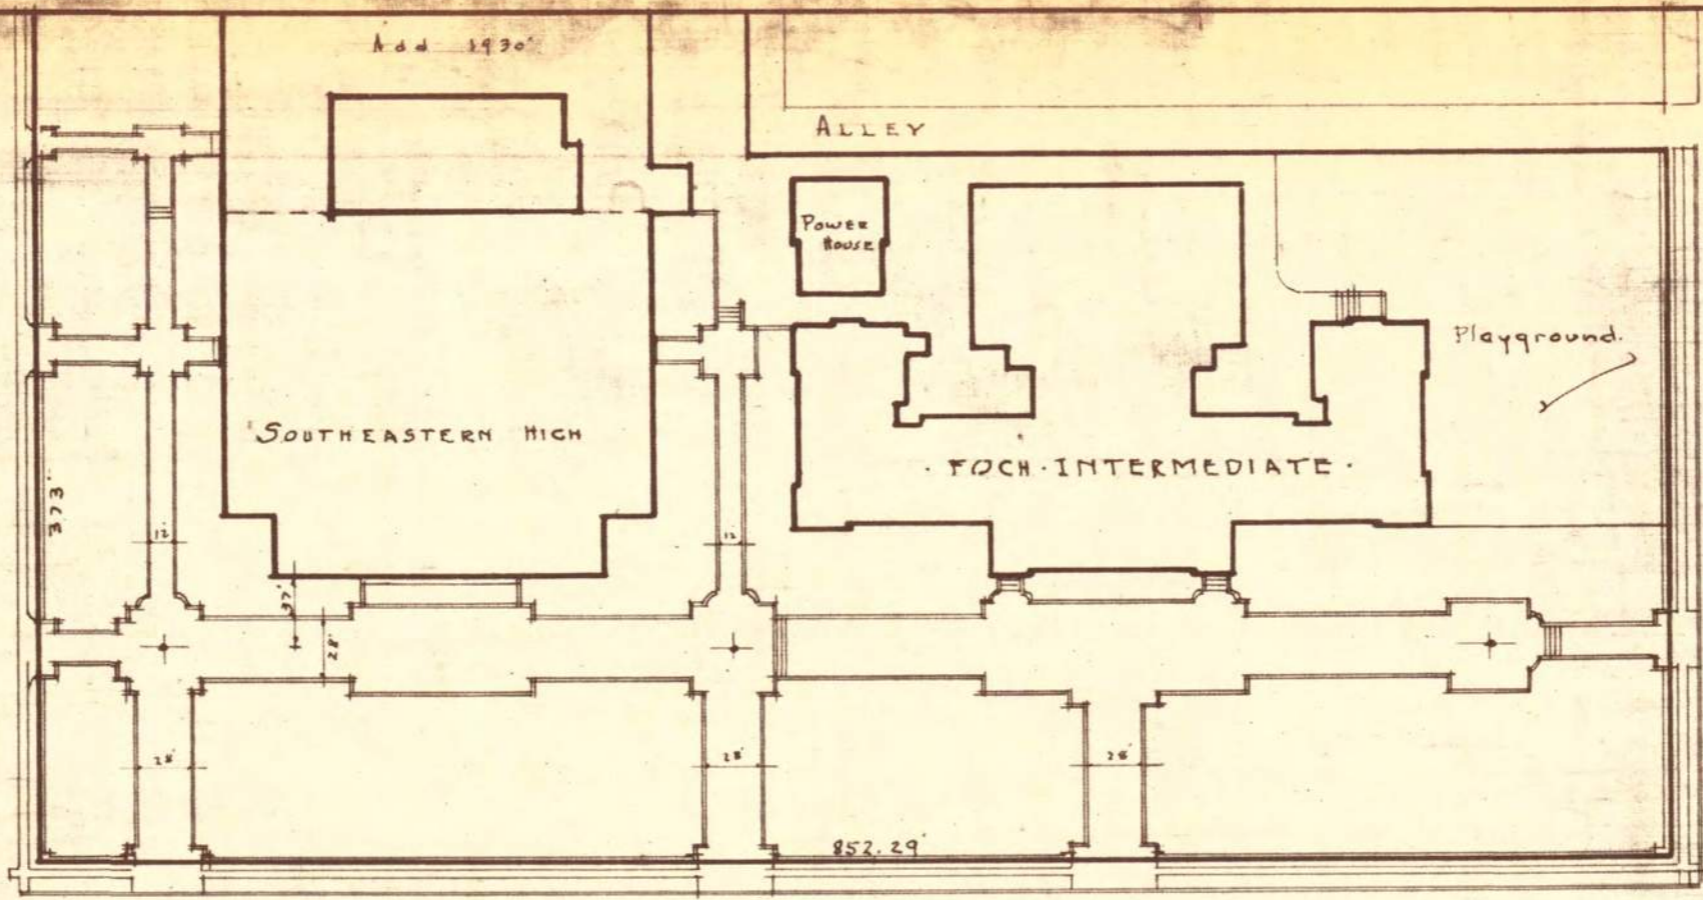 Add 1930
ALLEY
POWER
HOUSE
Playground.
SOUTHEASTERN HIGH
· FOCH · INTERMEDIATE ·
373'
12'
12'
37'
28'
28'
28'
28'
852.29'